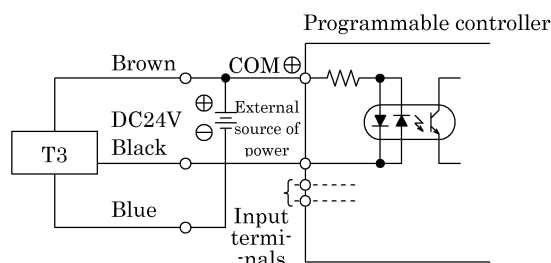 Programmable controller
Brown
COM ⊕
⊕
DC24V
⊖
External
source of
power
T3
Black
Blue
Input
termi-
-nals